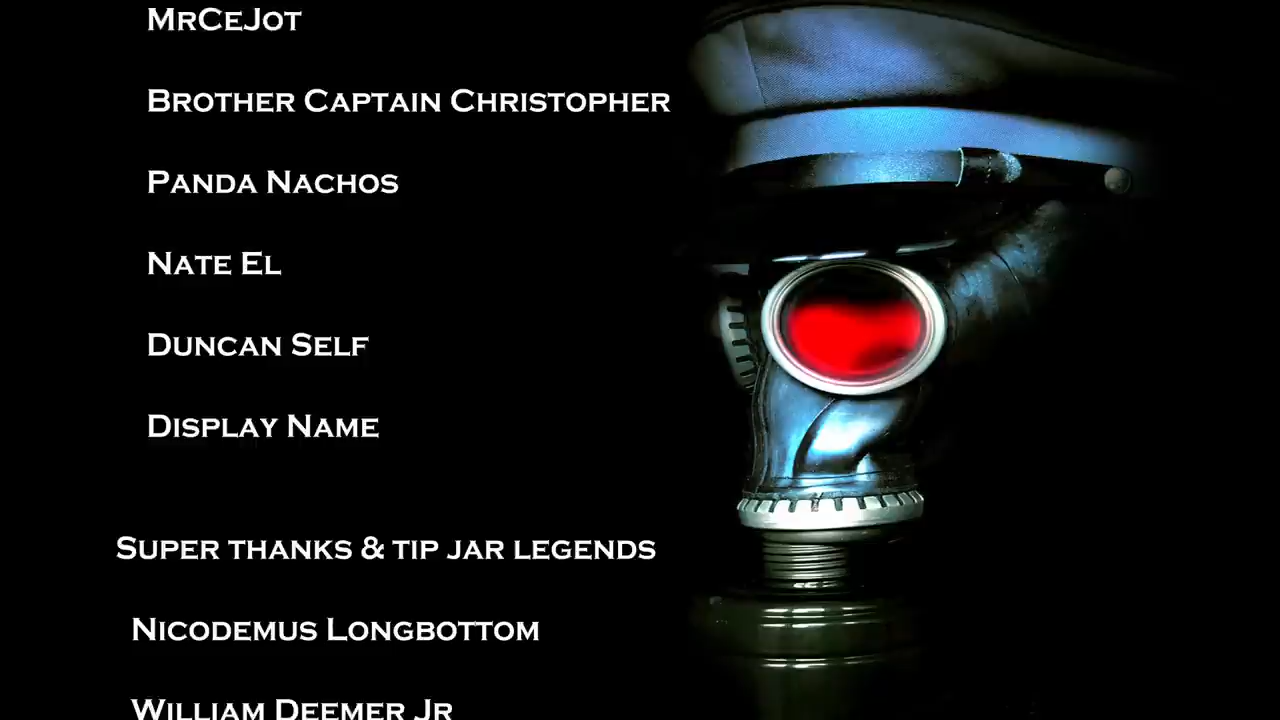 MrCeJot
Brother Captain Christopher
Panda Nachos
Nate El
Duncan Self
Display Name
Super thanks & tip jar legends
Nicodemus Longbottom
William Deemer Jr